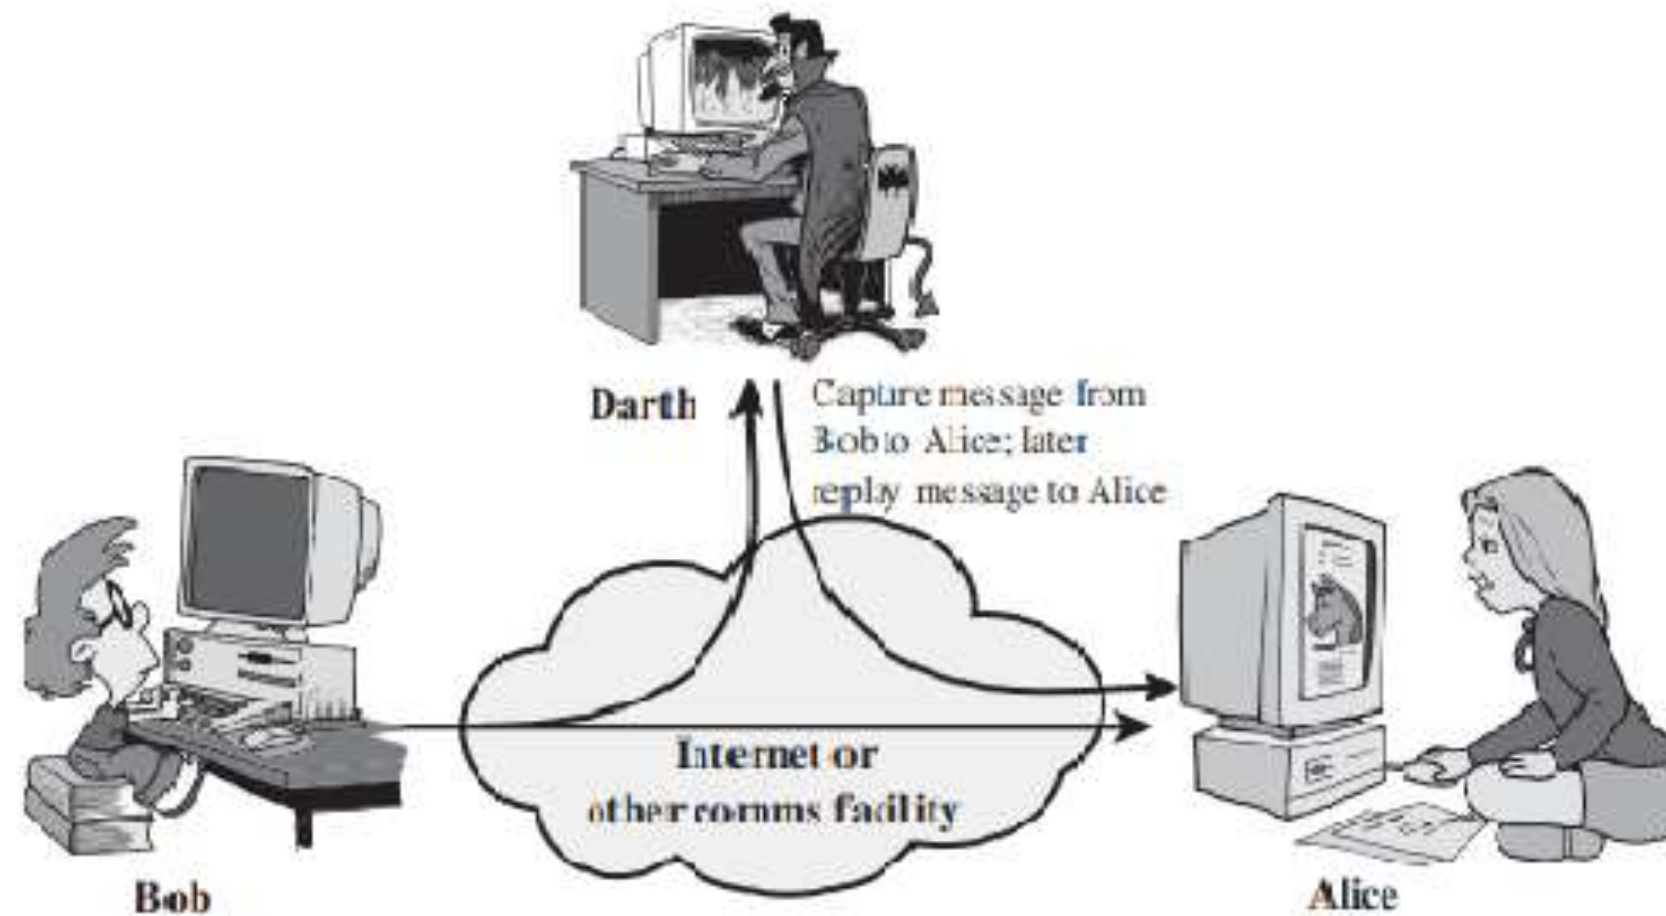 Darth
Capture message from
Bob to Alice; later
replay message to Alice
Internet or
other comms facility
Bob
Alice